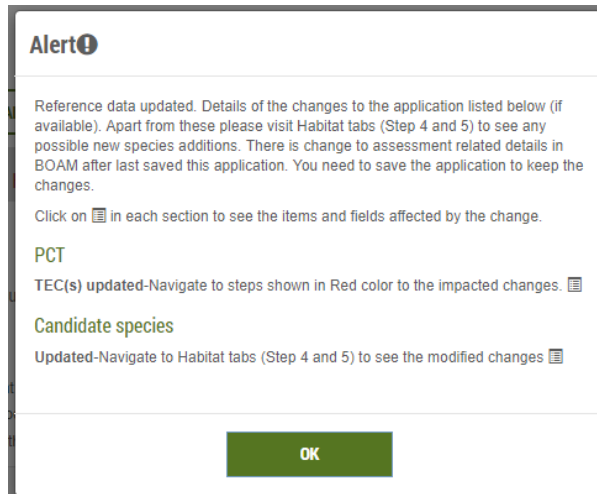 Alert
Reference data updated. Details of the changes to the application listed below (if
available). Apart from these please visit Habitat tabs (Step 4 and 5) to see any
possible new species additions. There is change to assessment related details in
BOAM after last saved this application. You need to save the application to keep the
changes.
Click on in each section to see the items and fields affected by the change.
PCT
TEC(s) updated-Navigate to steps shown in Red color to the impacted changes.
Candidate species
Updated-Navigate to Habitat tabs (Step 4 and 5) to see the modified changes
OK